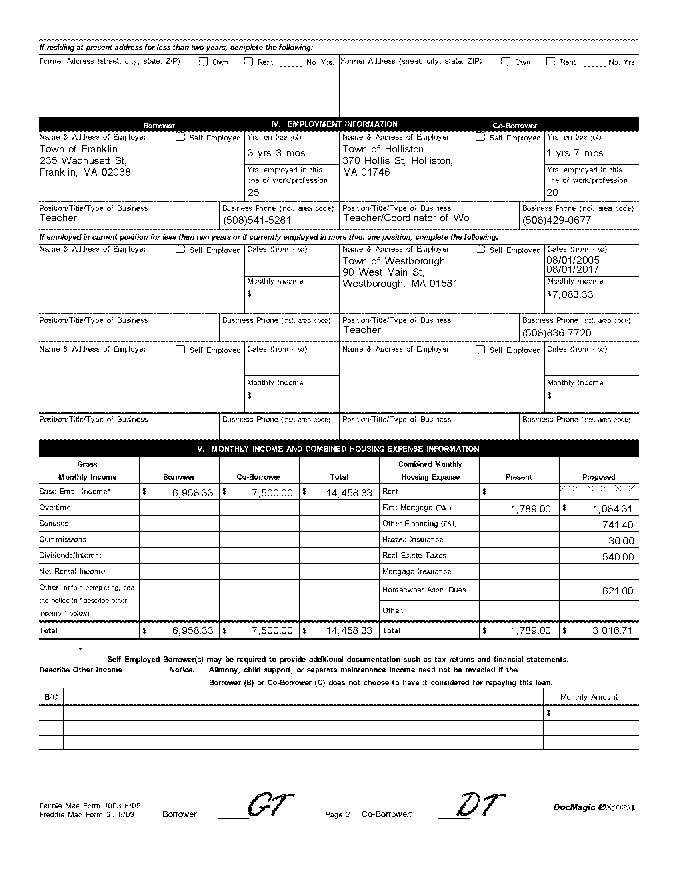 If residing at present address for less than two years, complete the following:
Former Address (street, city, state, ZIP) Own Rent No. Yrs. Former Address (street, city, state, ZIP) Own Rent No. Yrs.
Borrower IV. EMPLOYMENT INFORMATION Co-Borrower
Name & Address of Employer Self Employed Yrs. on this job Name & Address of Employer Self Employed Yrs. on this job
Town of Franklin 3 yrs 3 mos Town of Holliston 1 yrs 7 mos
235 Wachusett St, 370 Hollis St, Holliston,
Franklin, MA 02038 MA 01746
Yrs. employed in this line of work/profession Yrs. employed in this line of work/profession
25 20
Position/Title/Type of Business Business Phone (incl. area code) Position/Title/Type of Business Business Phone (incl. area code)
Teacher (508)541-5281 Teacher/Coordinator of Wo (508)429-0677
If employed in current position for less than two years or if currently employed in more than one position, complete the following:
Name & Address of Employer Self Employed Dates (from - to) Name & Address of Employer Self Employed Dates (from - to)
Town of Westborough 08/01/2005
90 West Main St, 08/01/2017
Westborough, MA 01581
Monthly Income Monthly Income
$ $7,083.33
Position/Title/Type of Business Business Phone (incl. area code) Position/Title/Type of Business Business Phone (incl. area code)
Teacher (508)836-7720
Name & Address of Employer Self Employed Dates (from - to) Name & Address of Employer Self Employed Dates (from - to)
Monthly Income Monthly Income
$ $
Position/Title/Type of Business Business Phone (incl. area code) Position/Title/Type of Business Business Phone (incl. area code)
V. MONTHLY INCOME AND COMBINED HOUSING EXPENSE INFORMATION
Gross Combined Monthly
Monthly Income Borrower Co-Borrower Total Housing Expense Present Proposed
Base Empl. Income* $ 6,958.33 $ 7,500.00 $ 14,458.33 Rent $
Overtime First Mortgage (P&I) 1,789.00 $ 1,084.31
Bonuses Other Financing (P&I) 741.40
Commissions Hazard Insurance 30.00
Dividends/Interest Real Estate Taxes 540.00
Net Rental Income Mortgage Insurance
Other (before completing, see the notice in "describe other income," below) Homeowner Assn. Dues 621.00
Other:
Total $ 6,958.33 $ 7,500.00 $ 14,458.33 Total $ 1,789.00 $ 3,016.71
* Self Employed Borrower(s) may be required to provide additional documentation such as tax returns and financial statements.
Describe Other Income Notice: Alimony, child support, or separate maintenance income need not be revealed if the
Borrower (B) or Co-Borrower (C) does not choose to have it considered for repaying this loan.
B/C Monthly Amount
$
Fannie Mae Form 1003 6/09
Freddie Mac Form 65 6/09 Borrower GT Page 2 Co-Borrower DT DocMagic